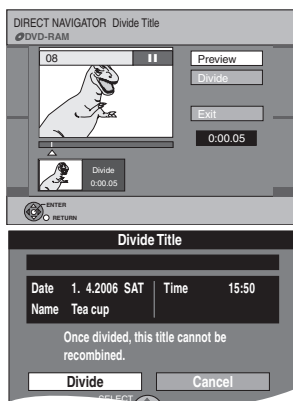 DIRECT NAVIGATOR Divide Title
DVD-RAM
08
Preview
Divide
Exit
0:00.05
Divide
0:00.05
ENTER
RETURN
Divide Title
Date 1. 4.2006 SAT Time 15:50
Name Tea cup
Once divided, this title cannot be
recombined.
Divide Cancel
SELECT